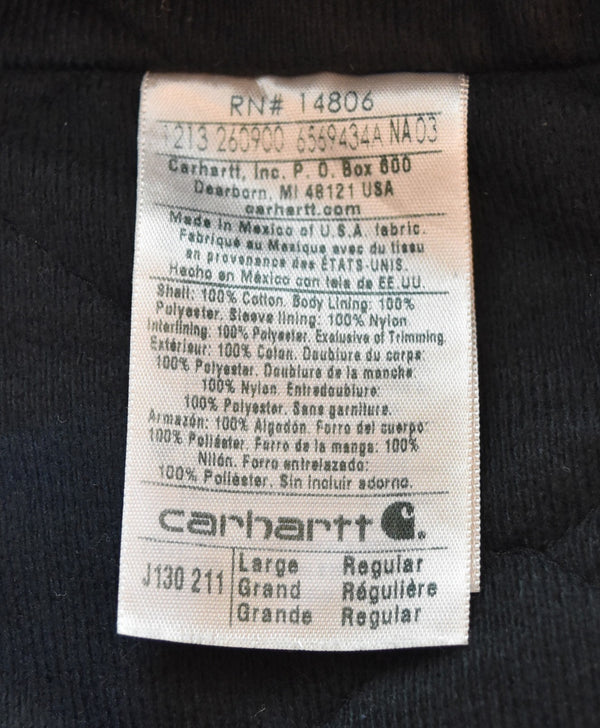 RN# 14806
1213 260900 6569434A NA03
Carhartt, Inc. P. O. Box 600
Dearborn, MI 48121 USA
carhartt.com
Made in Mexico of U.S.A. fabric.
Fabriqué au Mexique avec du tissu
en provenance des ÉTATS-UNIS.
Hecho en México con tela de EE.UU.
Shell: 100% Cotton. Body Lining: 100%
Polyester. Sleeve lining: 100% Nylon
Interlining: 100% Polyester. Exclusive of Trimming.
Extérieur: 100% Coton. Doublure du corps:
100% Polyester. Doublure de la manche:
100% Nylon. Entredoublure:
100% Polyester. Sans garniture.
Armazón: 100% Algodón. Forro del cuerpo:
100% Poliéster. Forro de la manga: 100%
Nilón. Forro entrelazado:
100% Poliéster. Sin incluir adorno.
carhartt
J130 211
Large Regular
Grand Régulière
Grande Regular